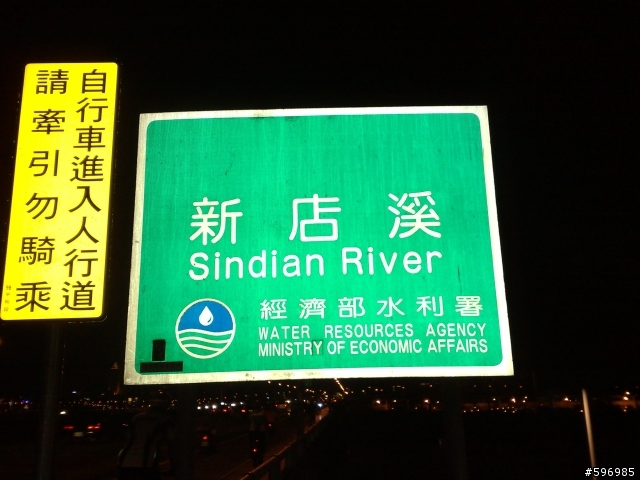 自行車進入人行道
請牽引勿騎乘
新店溪
Sindian River
經濟部水利署
WATER RESOURCES AGENCY
MINISTRY OF ECONOMIC AFFAIRS
#596985